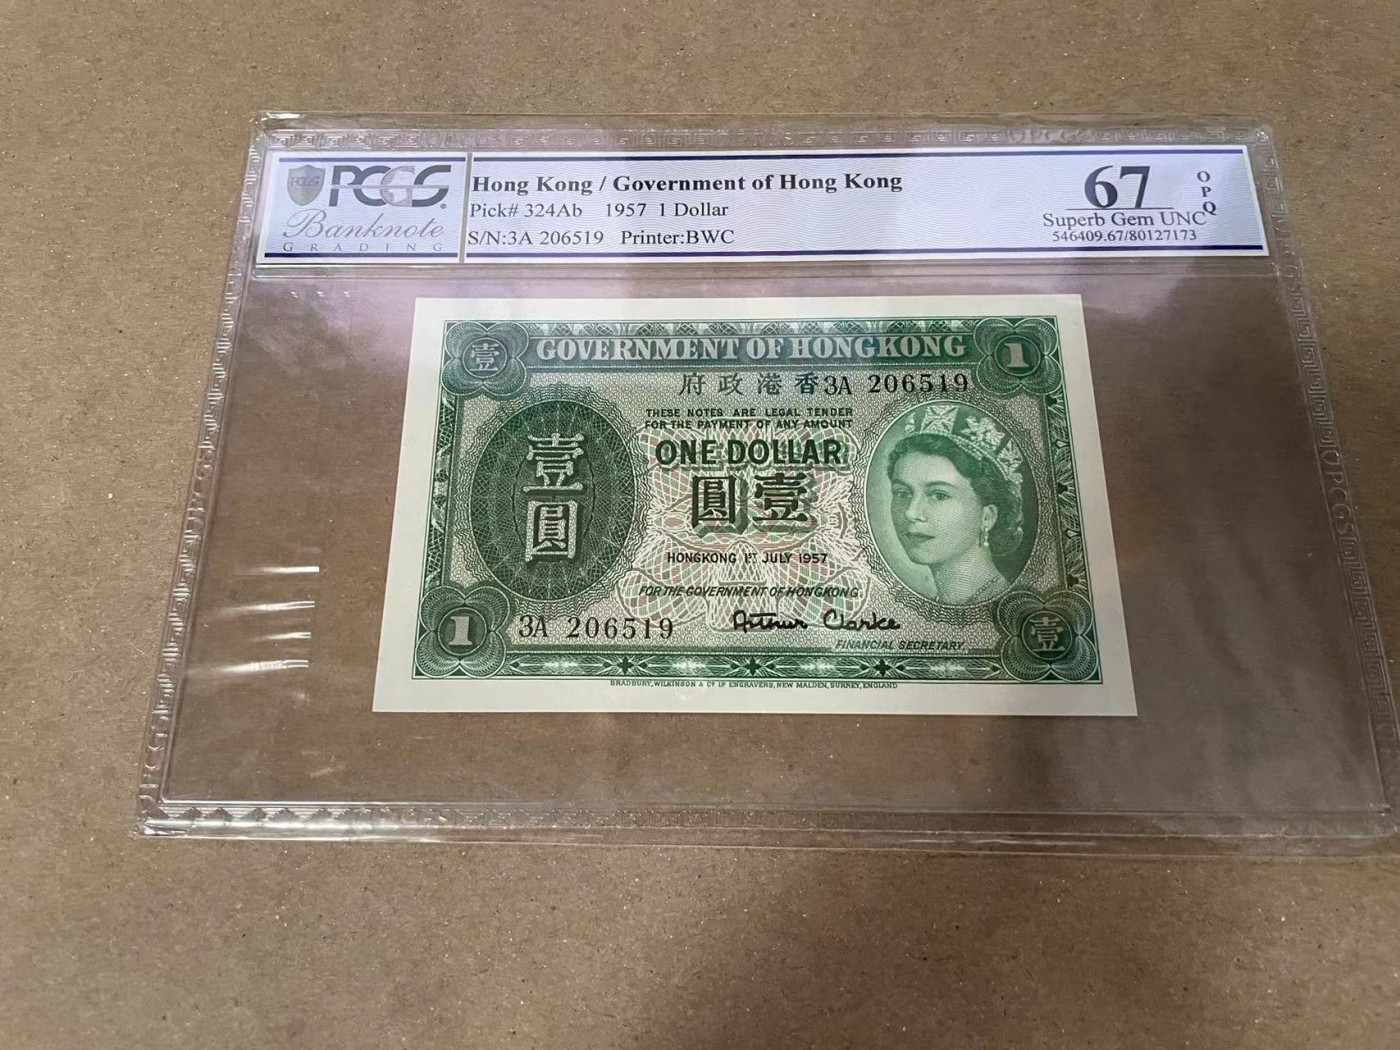 PCGS
PCGS
Banknote
GRADING
Hong Kong / Government of Hong Kong
Pick# 324Ab 1957 1 Dollar
S/N:3A 206519 Printer:BWC
67
OPQ
Superb Gem UNC
546409.67/80127173
壹
GOVERNMENT OF HONGKONG
1
府政港香
3A 206519
THESE NOTES ARE LEGAL TENDER
FOR THE PAYMENT OF ANY AMOUNT
ONE DOLLAR
圓壹
壹圓
HONGKONG 1ST JULY 1957
FOR THE GOVERNMENT OF HONGKONG.
1
3A 206519
Arthur Clarke
FINANCIAL SECRETARY.
壹
BRADBURY, WILKINSON & Cº Lᴰ ENGRAVERS, NEW MALDEN, SURREY, ENGLAND